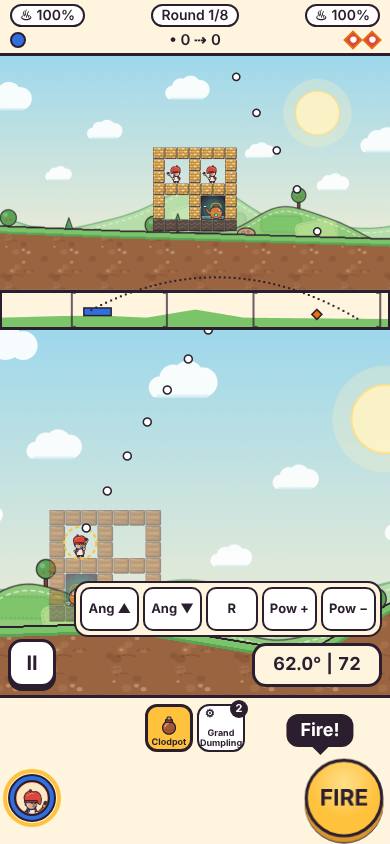 ♨ 100%
Round 1/8
♨ 100%
• 0 ⇢ 0
Ang ▲
Ang ▼
R
Pow +
Pow −
62.0° | 72
Clodpot
2
Grand
Dumpling
Fire!
FIRE